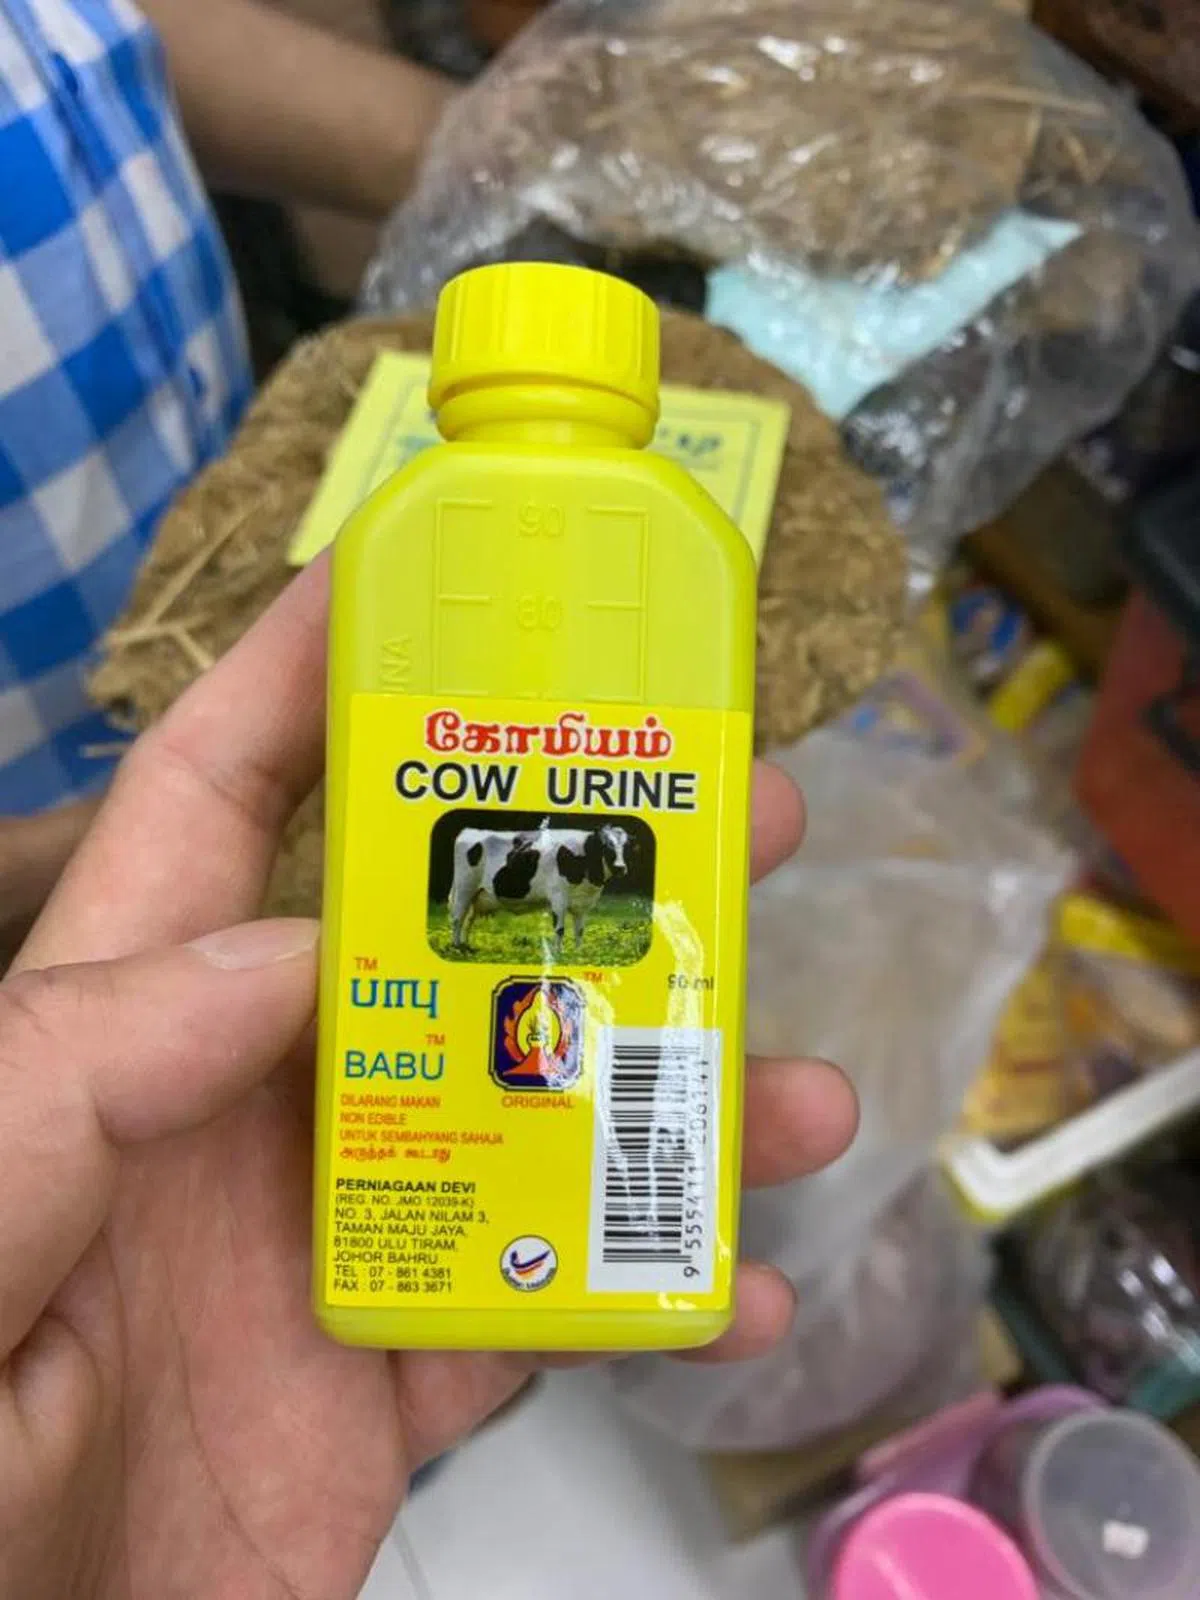 90
80
கோமியம்
COW URINE
TM
பாபு
TM
BABU
TM
90 ml
ORIGINAL
DILARANG MAKAN
NON EDIBLE
UNTUK SEMBAHYANG SAHAJA
அருந்தக் கூடாது
PERNIAGAAN DEVI
(REG. NO. JMO 12039-K)
NO. 3, JALAN NILAM 3,
TAMAN MAJU JAYA,
81800 ULU TIRAM,
JOHOR BAHRU
TEL : 07 - 861 4381
FAX : 07 - 863 3671